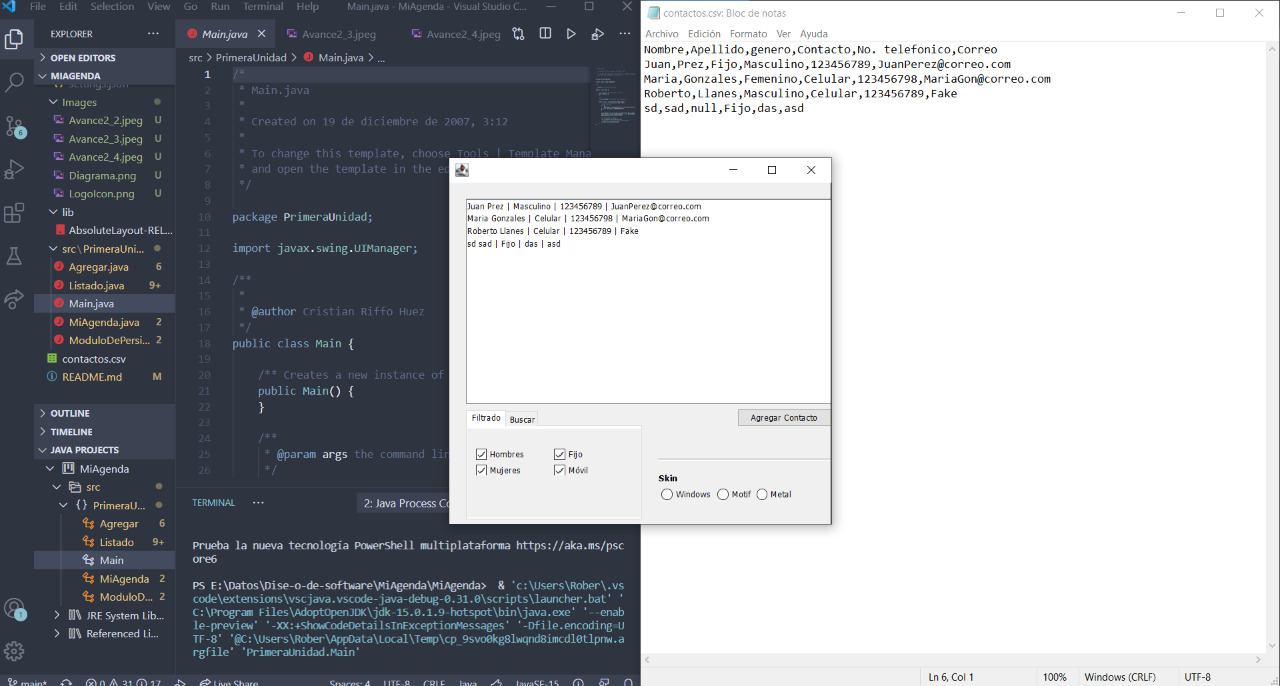 File Edit Selection View Go Run Terminal Help Main.java - MiAgenda - Visual Studio C...
EXPLORER
OPEN EDITORS
MIAGENDA
settings.json
Images
Avance2_2.jpeg U
Avance2_3.jpeg U
Avance2_4.jpeg U
Diagrama.png U
LogoIcon.png U
lib
AbsoluteLayout-REL...
src\PrimeraUni...
Agregar.java 6
Listado.java 9+
Main.java
MiAgenda.java 2
ModuloDePersi... 2
contactos.csv
README.md M
OUTLINE
TIMELINE
JAVA PROJECTS
MiAgenda
src
PrimeraU...
Agregar 6
Listado 9+
Main
MiAgenda 2
ModuloD... 2
JRE System Lib...
Referenced Li...
6
1
Main.java Avance2_3.jpeg Avance2_4.jpeg
src > PrimeraUnidad > Main.java > ...
1 /*
2 * Main.java
3 *
4 * Created on 19 de diciembre de 2007, 3:12
5 *
6 * To change this template, choose Tools | Template Mana
7 * and open the template in the ed
8 */
9
10 package PrimeraUnidad;
11
12 import javax.swing.UIManager;
13
14 /**
15 *
16 * @author Cristian Riffo Huez
17 */
18 public class Main {
19
20 /** Creates a new instance of
21 public Main() {
22 }
23
24 /**
25 * @param args the command lin
26 */
TERMINAL ... 2: Java Process Co
Prueba la nueva tecnología PowerShell multiplataforma https://aka.ms/psc
ore6
PS E:\Datos\Dise-o-de-software\MiAgenda\MiAgenda> & 'c:\Users\Rober\.vs
code\extensions\vscjava.vscode-java-debug-0.31.0\scripts\launcher.bat' '
C:\Program Files\AdoptOpenJDK\jdk-15.0.1.9-hotspot\bin\java.exe' '--enab
le-preview' '-XX:+ShowCodeDetailsInExceptionMessages' '-Dfile.encoding=U
TF-8' '@C:\Users\Rober\AppData\Local\Temp\cp_9svo0kg8lwqnd8imcdl0tlpnw.a
rgfile' 'PrimeraUnidad.Main'
main* 0 31 17 Live Share Spaces: 4 UTF-8 CRLF Java JavaSE-15
contactos.csv: Bloc de notas
Archivo Edición Formato Ver Ayuda
Nombre,Apellido,genero,Contacto,No. telefonico,Correo
Juan,Prez,Fijo,Masculino,123456789,JuanPerez@correo.com
Maria,Gonzales,Femenino,Celular,123456798,MariaGon@correo.com
Roberto,Llanes,Masculino,Celular,123456789,Fake
sd,sad,null,Fijo,das,asd
Ln 6, Col 1 100% Windows (CRLF) UTF-8
Juan Prez | Masculino | 123456789 | JuanPerez@correo.com
Maria Gonzales | Celular | 123456798 | MariaGon@correo.com
Roberto Llanes | Celular | 123456789 | Fake
sd sad | Fijo | das | asd
Filtrado Buscar
Agregar Contacto
Hombres Fijo
Mujeres Móvil
Skin
Windows Motif Metal